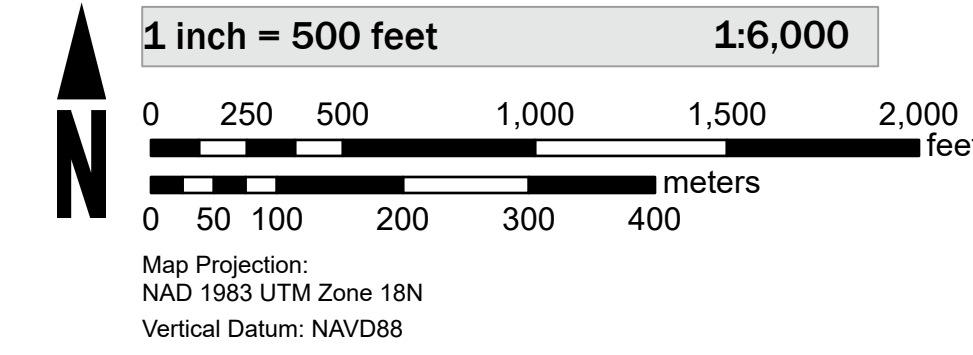 1 inch = 500 feet 1:6,000
0 250 500 1,000 1,500 2,000
feet
meters
0 50 100 200 300 400
N
Map Projection:
NAD 1983 UTM Zone 18N
Vertical Datum: NAVD88